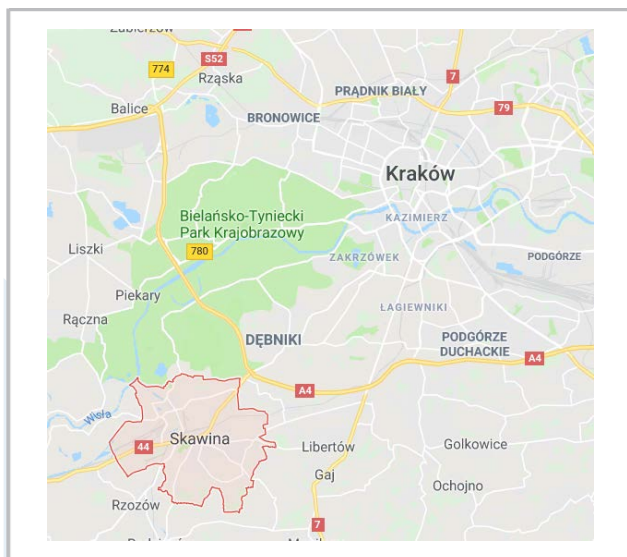 Zabierzów
S52
774
Rząska
7
PRĄDNIK BIAŁY
79
Balice
BRONOWICE
Kraków
Bielańsko-Tyniecki
Park Krajobrazowy
KAZIMIERZ
Liszki
780
ZAKRZÓWEK
PODGÓRZE
Piekary
ŁAGIEWNIKI
Rączna
DĘBNIKI
PODGÓRZE
DUCHACKIE
A4
A4
Wisła
Skawina
44
Libertów
Golkowice
Gaj
Ochojno
Rzozów
7